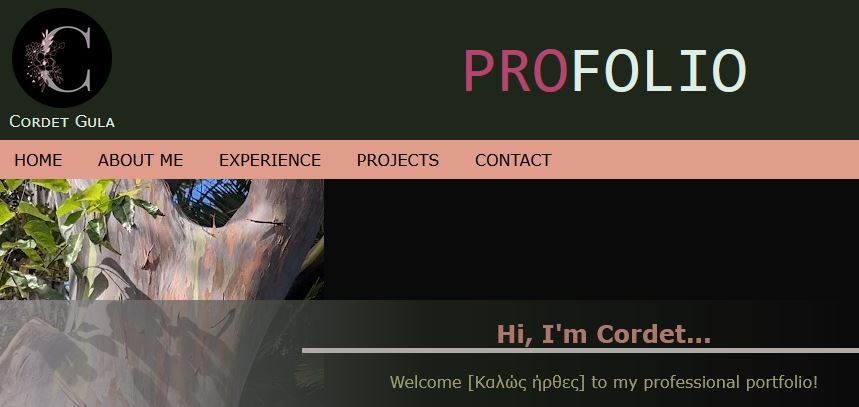 C
PROFOLIO
Cordet Gula
HOME ABOUT ME EXPERIENCE PROJECTS CONTACT
Hi, I'm Cordet...
Welcome [Καλώς ήρθες] to my professional portfolio!